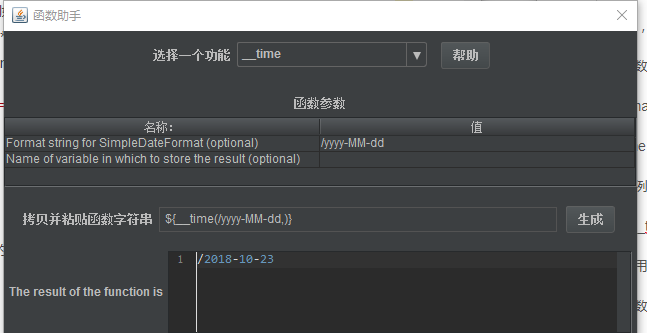 函数助手
选择一个功能 __time 帮助
函数参数
名称: 值
Format string for SimpleDateFormat (optional) /yyyy-MM-dd
Name of variable in which to store the result (optional)
拷贝并粘贴函数字符串 ${__time(/yyyy-MM-dd,)} 生成
The result of the function is
1 /2018-10-23